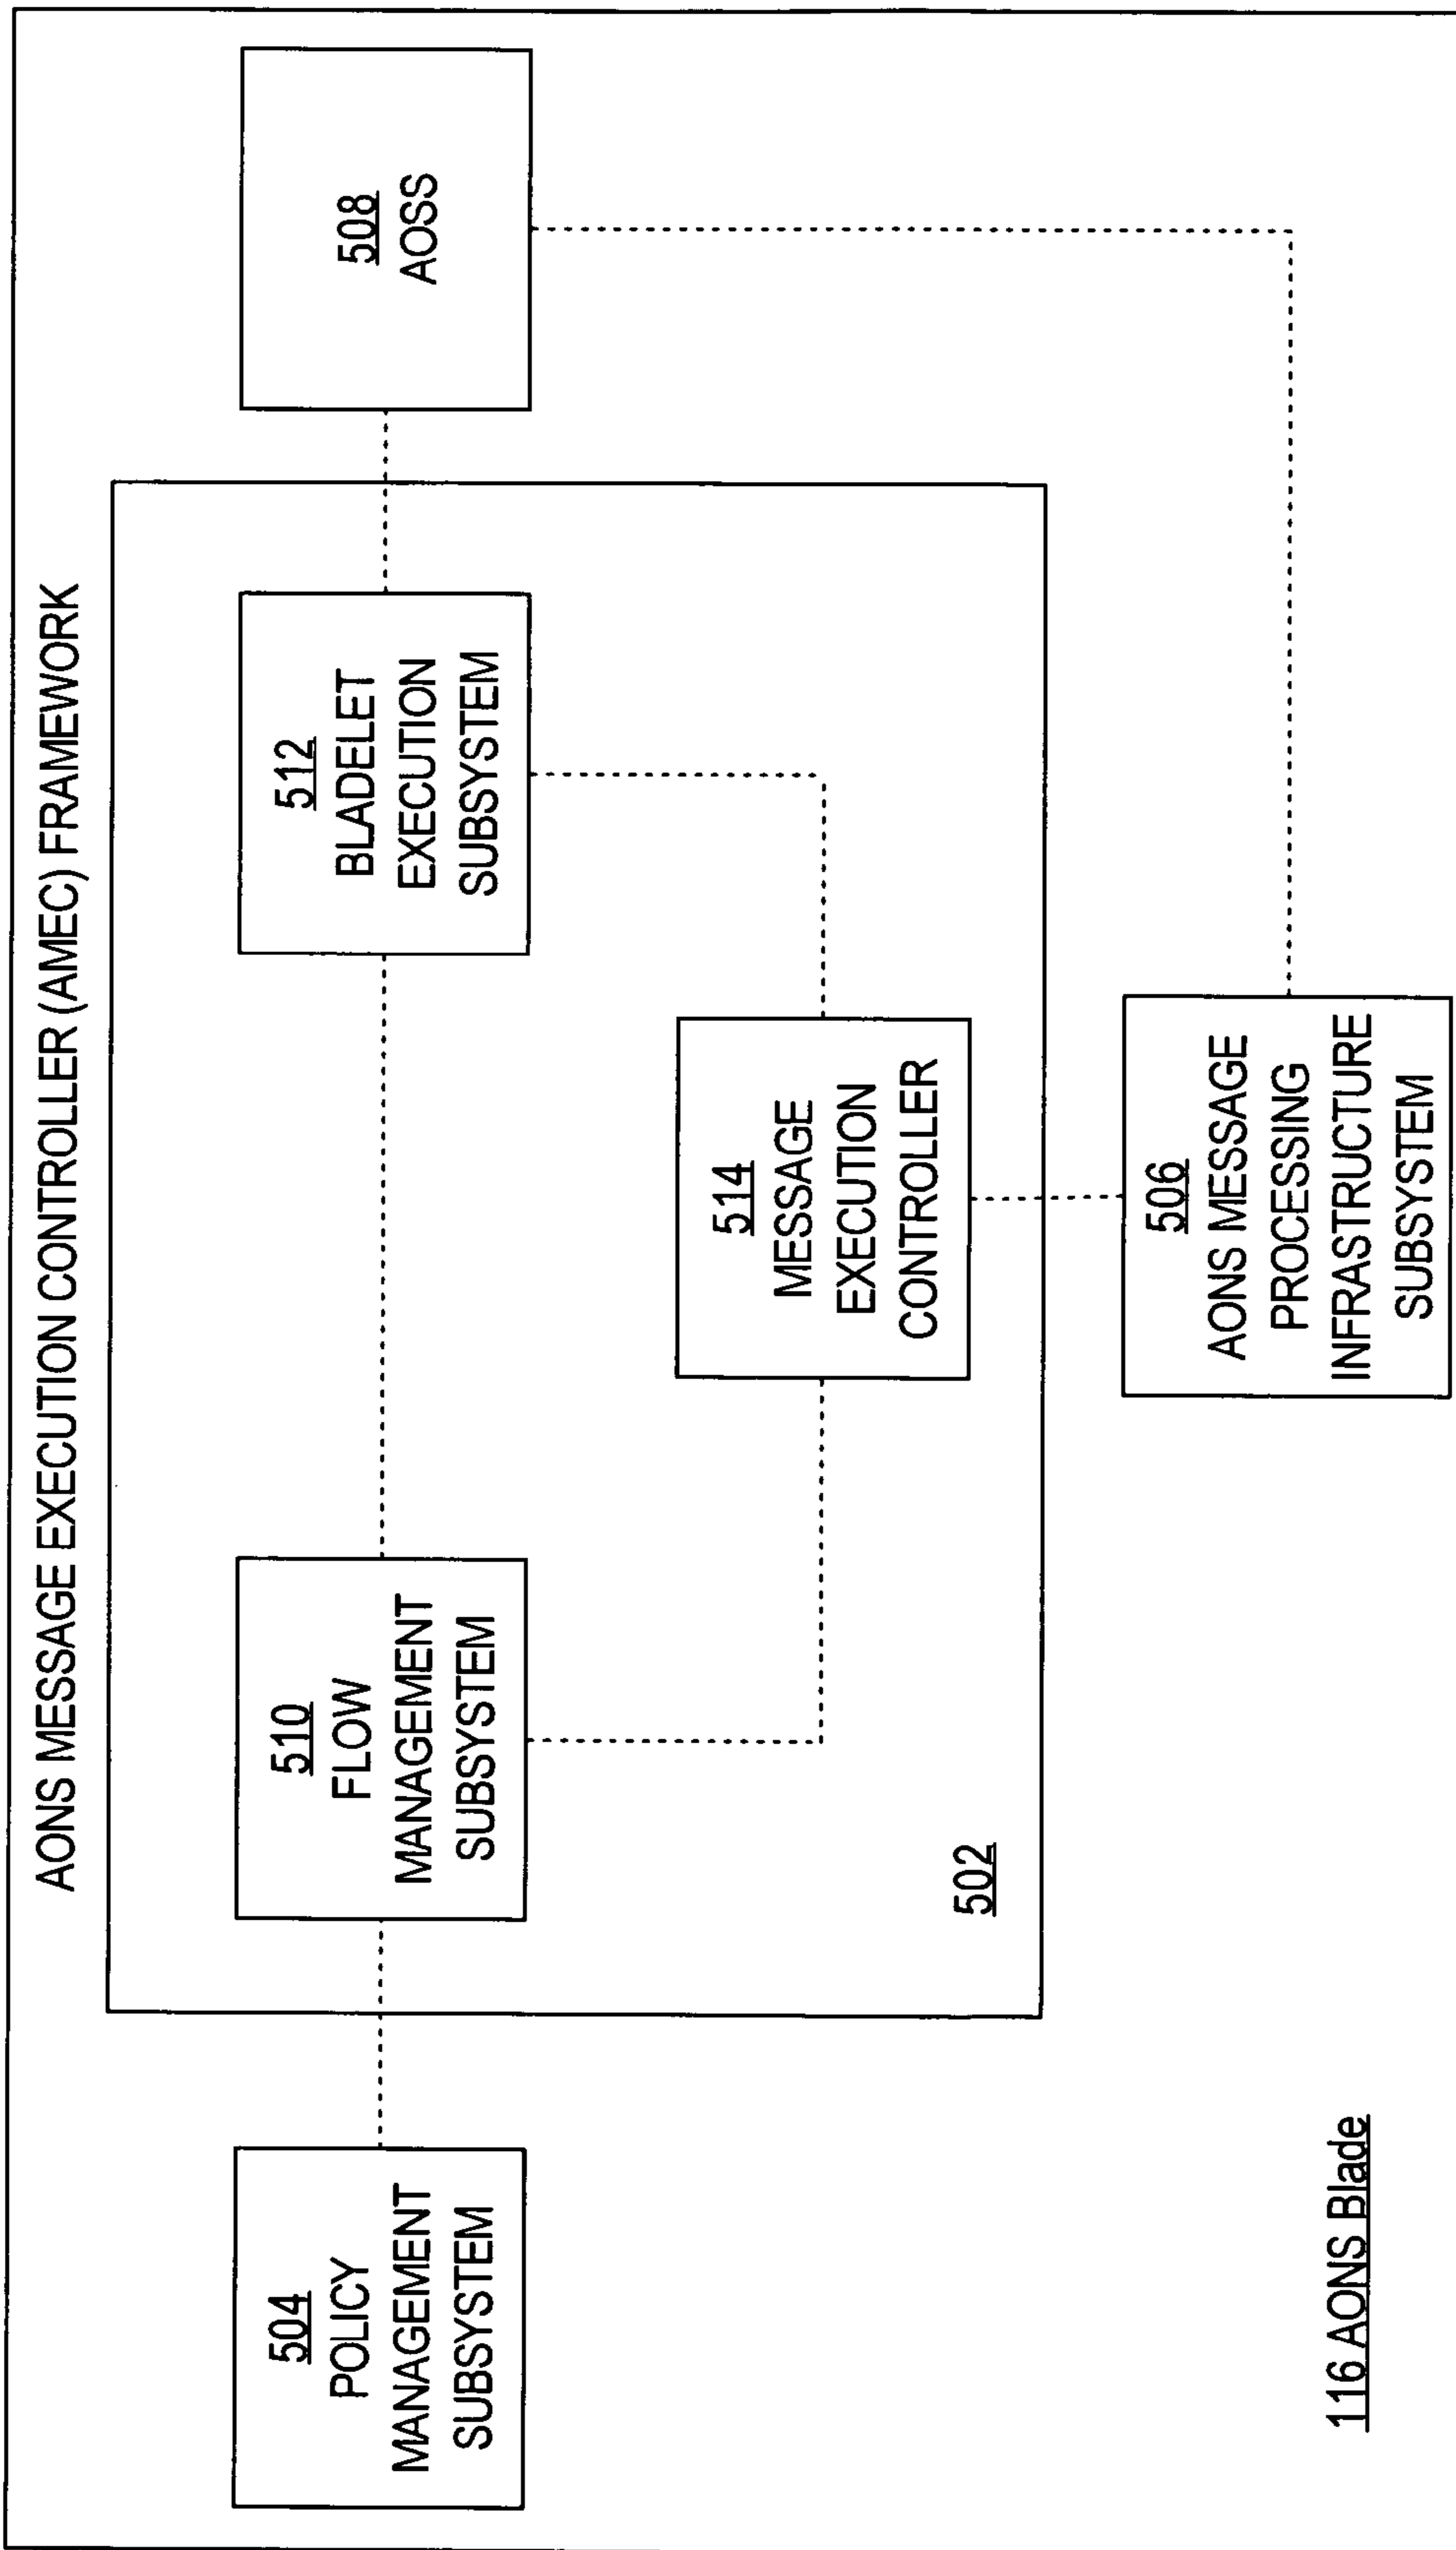 AONS MESSAGE EXECUTION CONTROLLER (AMEC) FRAMEWORK
504
POLICY
MANAGEMENT
SUBSYSTEM
510
FLOW
MANAGEMENT
SUBSYSTEM
512
BLADELET
EXECUTION
SUBSYSTEM
508
AOSS
514
MESSAGE
EXECUTION
CONTROLLER
502
506
AONS MESSAGE
PROCESSING
INFRASTRUCTURE
SUBSYSTEM
116 AONS Blade